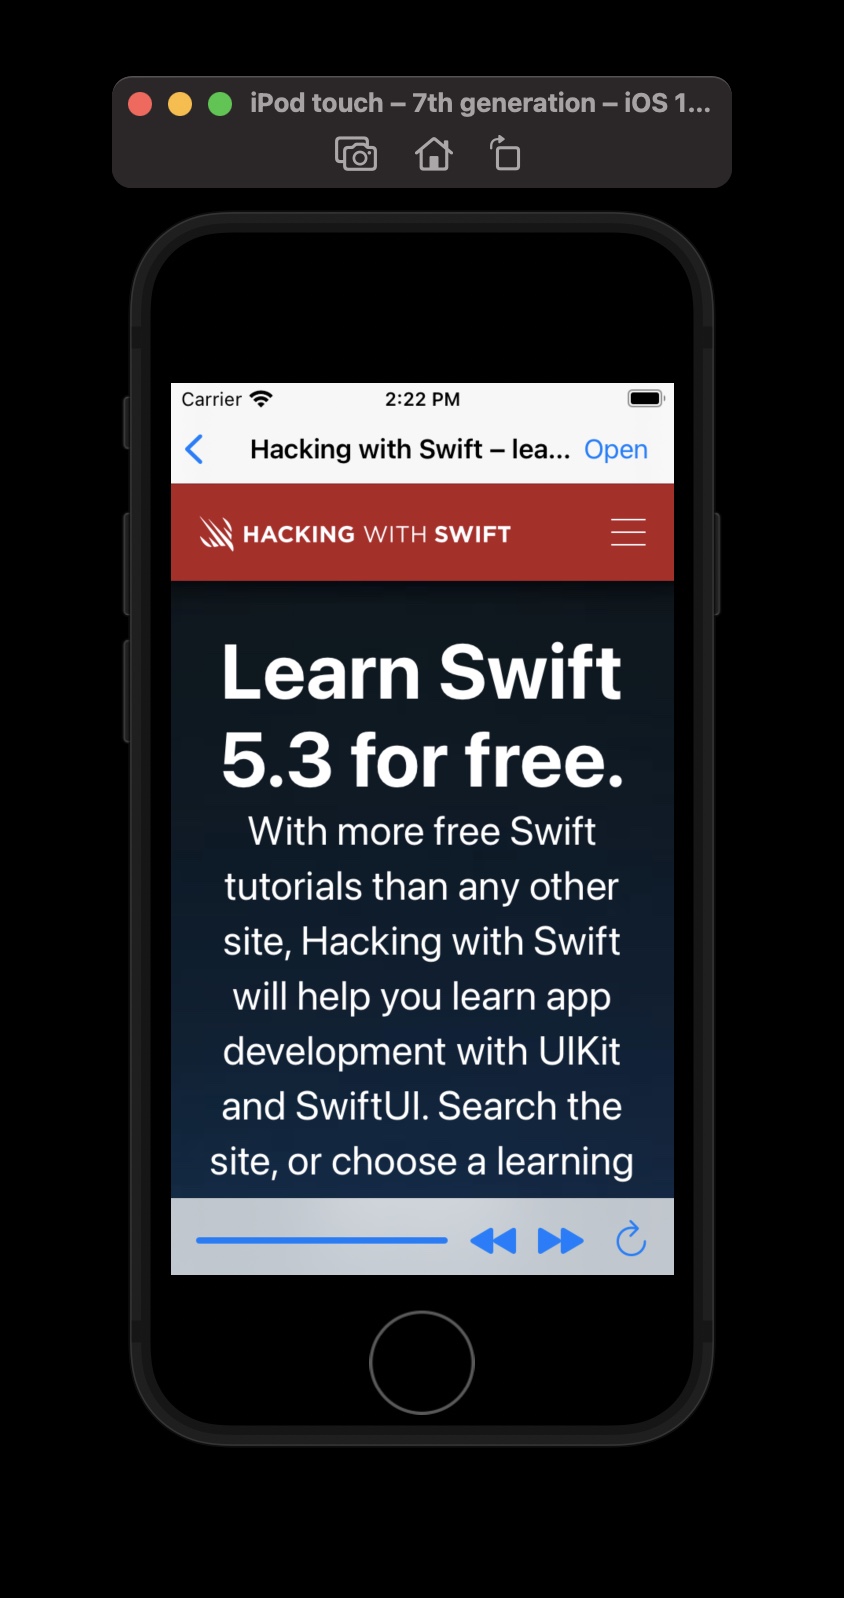 iPod touch – 7th generation – iOS 1...
Carrier 2:22 PM
Hacking with Swift – lea... Open
HACKING WITH SWIFT
Learn Swift
5.3 for free.
With more free Swift
tutorials than any other
site, Hacking with Swift
will help you learn app
development with UIKit
and SwiftUI. Search the
site, or choose a learning